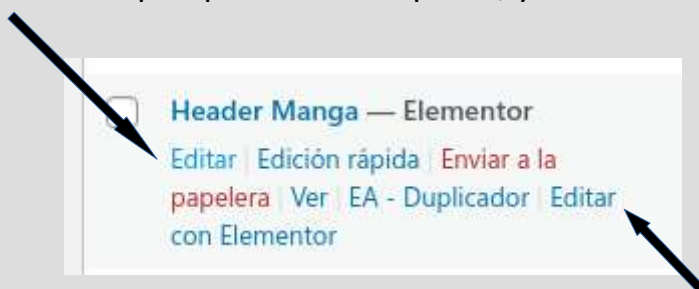 Header Manga — Elementor
Editar | Edición rápida | Enviar a la
papelera | Ver | EA - Duplicador | Editar
con Elementor